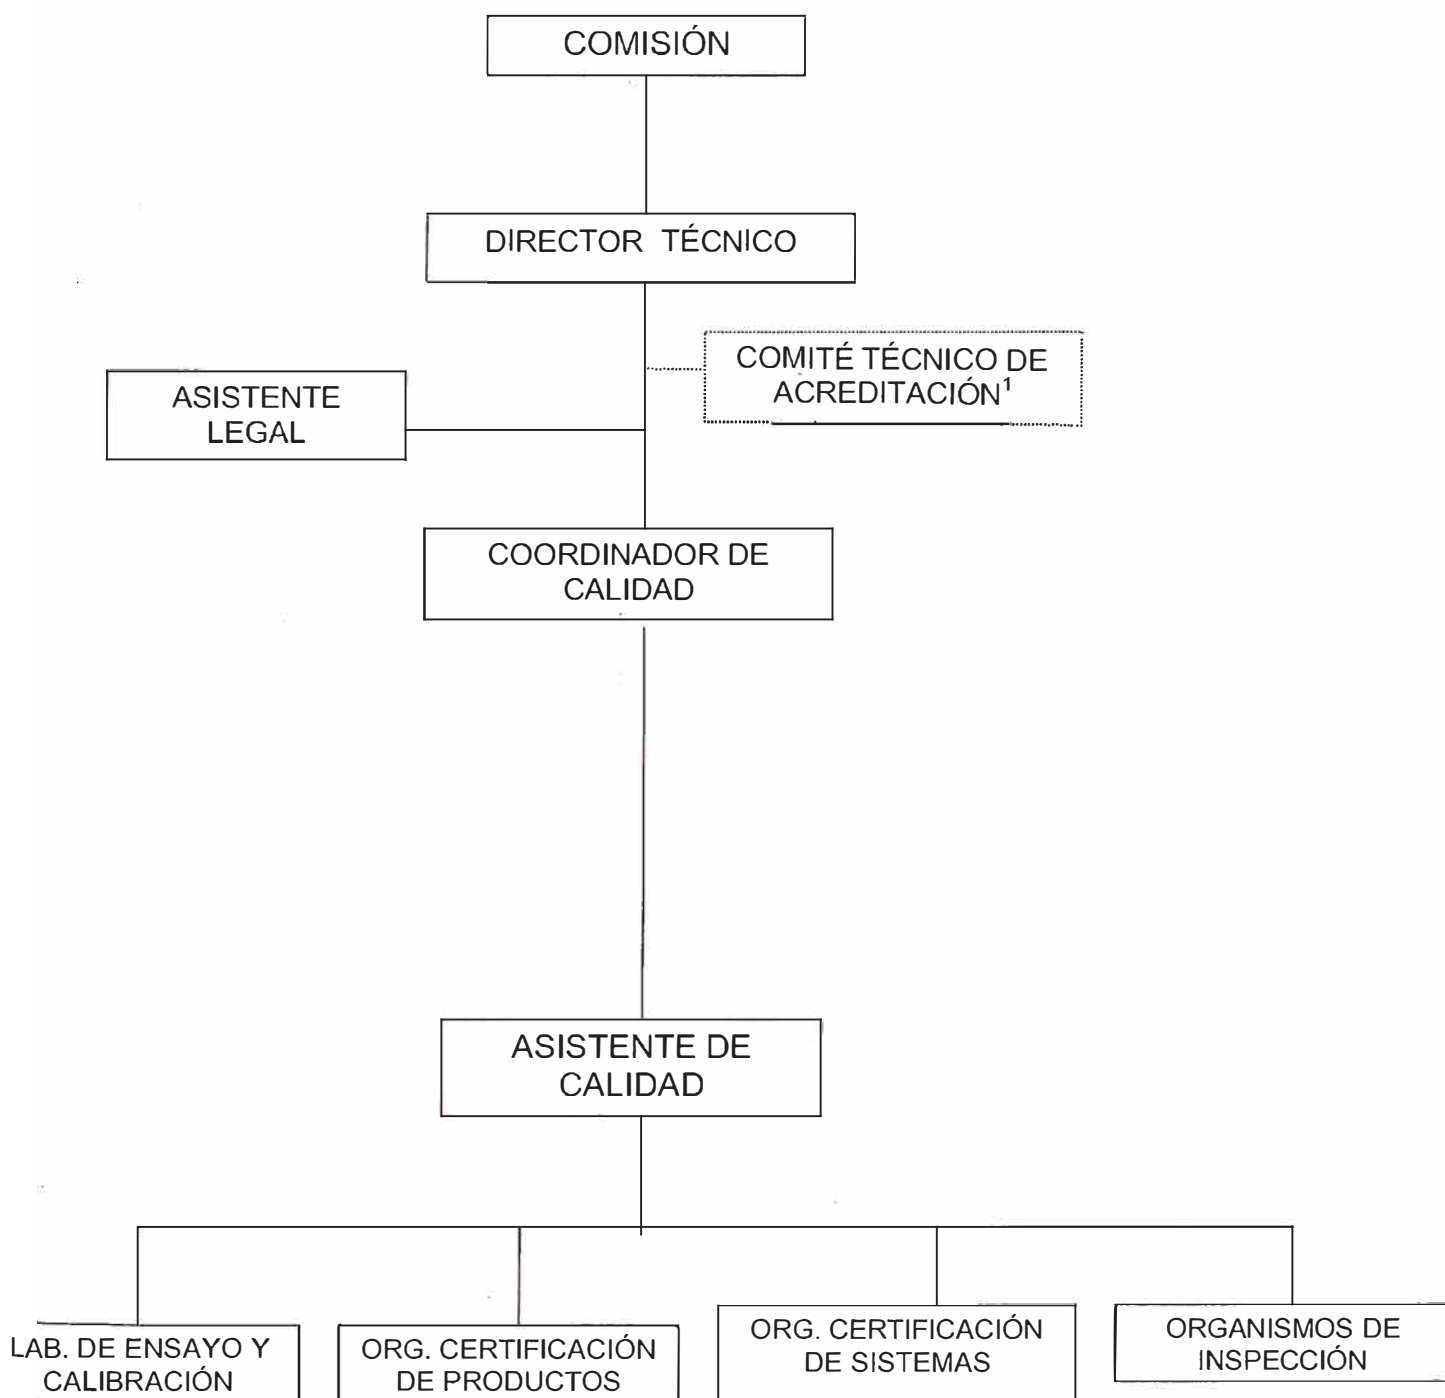 COMISIÓN
DIRECTOR TÉCNICO
COMITÉ TÉCNICO DE
ACREDITACIÓN¹
ASISTENTE
LEGAL
COORDINADOR DE
CALIDAD
ASISTENTE DE
CALIDAD
LAB. DE ENSAYO Y
CALIBRACIÓN
ORG. CERTIFICACIÓN
DE PRODUCTOS
ORG. CERTIFICACIÓN
DE SISTEMAS
ORGANISMOS DE
INSPECCIÓN